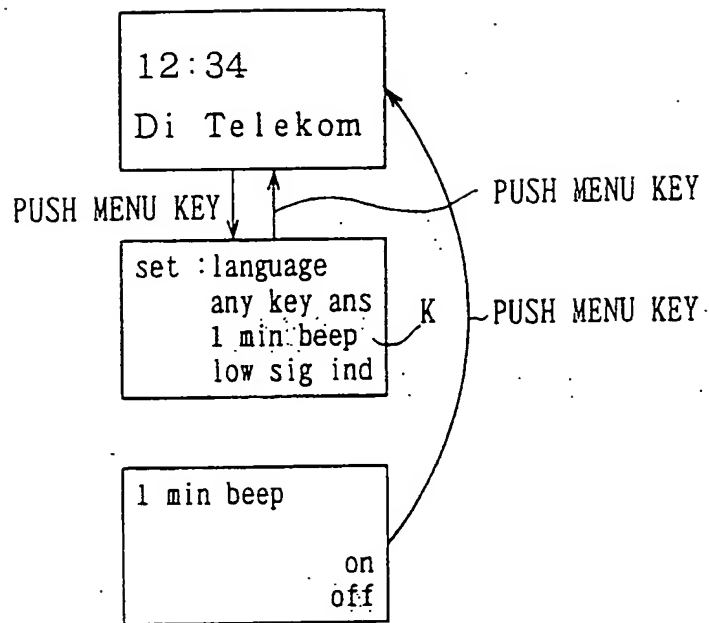 12:34
Di Telekom
PUSH MENU KEY
PUSH MENU KEY
set :language
any key ans
1 min beep
low sig ind
K
PUSH MENU KEY
1 min beep
on
off